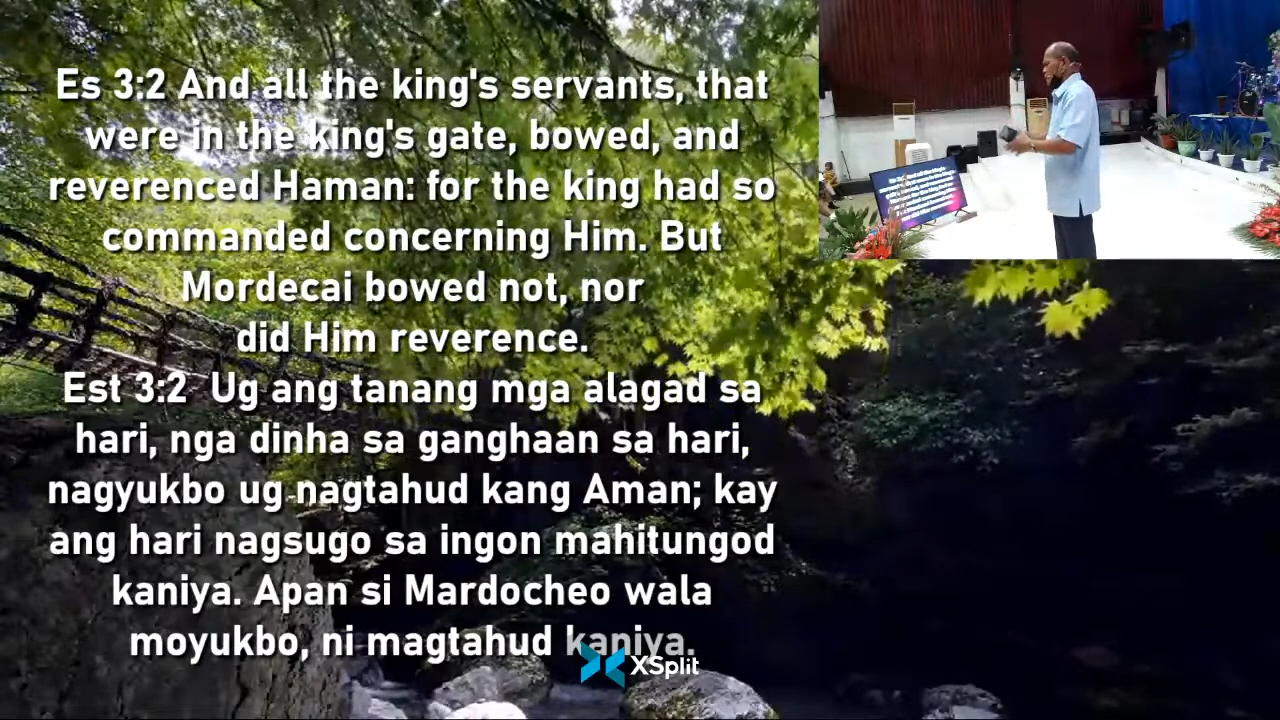 Es 3:2 And all the king's servants, that
were in the king's gate, bowed, and
reverenced Haman: for the king had so
commanded concerning Him. But
Mordecai bowed not, nor
did Him reverence.
Est 3:2 Ug ang tanang mga alagad sa
hari, nga dinha sa ganghaan sa hari,
nagyukbo ug nagtahud kang Aman; kay
ang hari nagsugo sa ingon mahitungod
kaniya. Apan si Mardocheo wala
moyukbo, ni magtahud kaniya.
XSplit